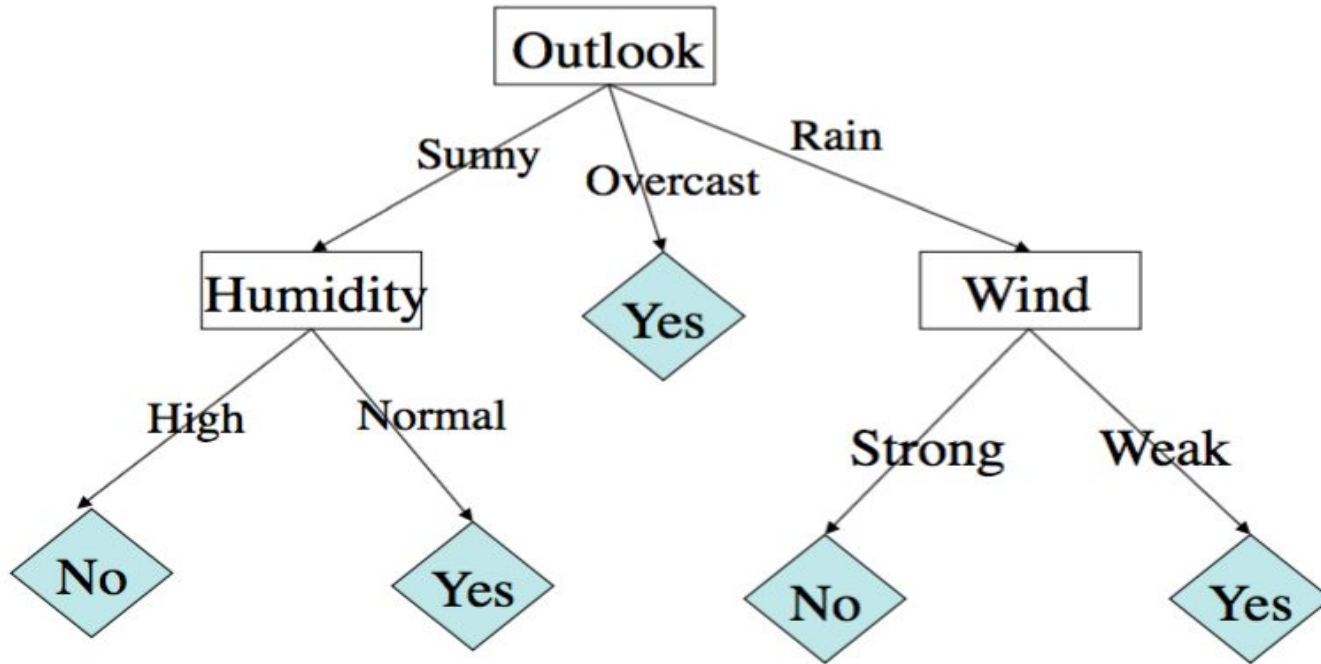 Outlook
Sunny
Overcast
Rain
Humidity
Yes
Wind
High
Normal
Strong
Weak
No
Yes
No
Yes